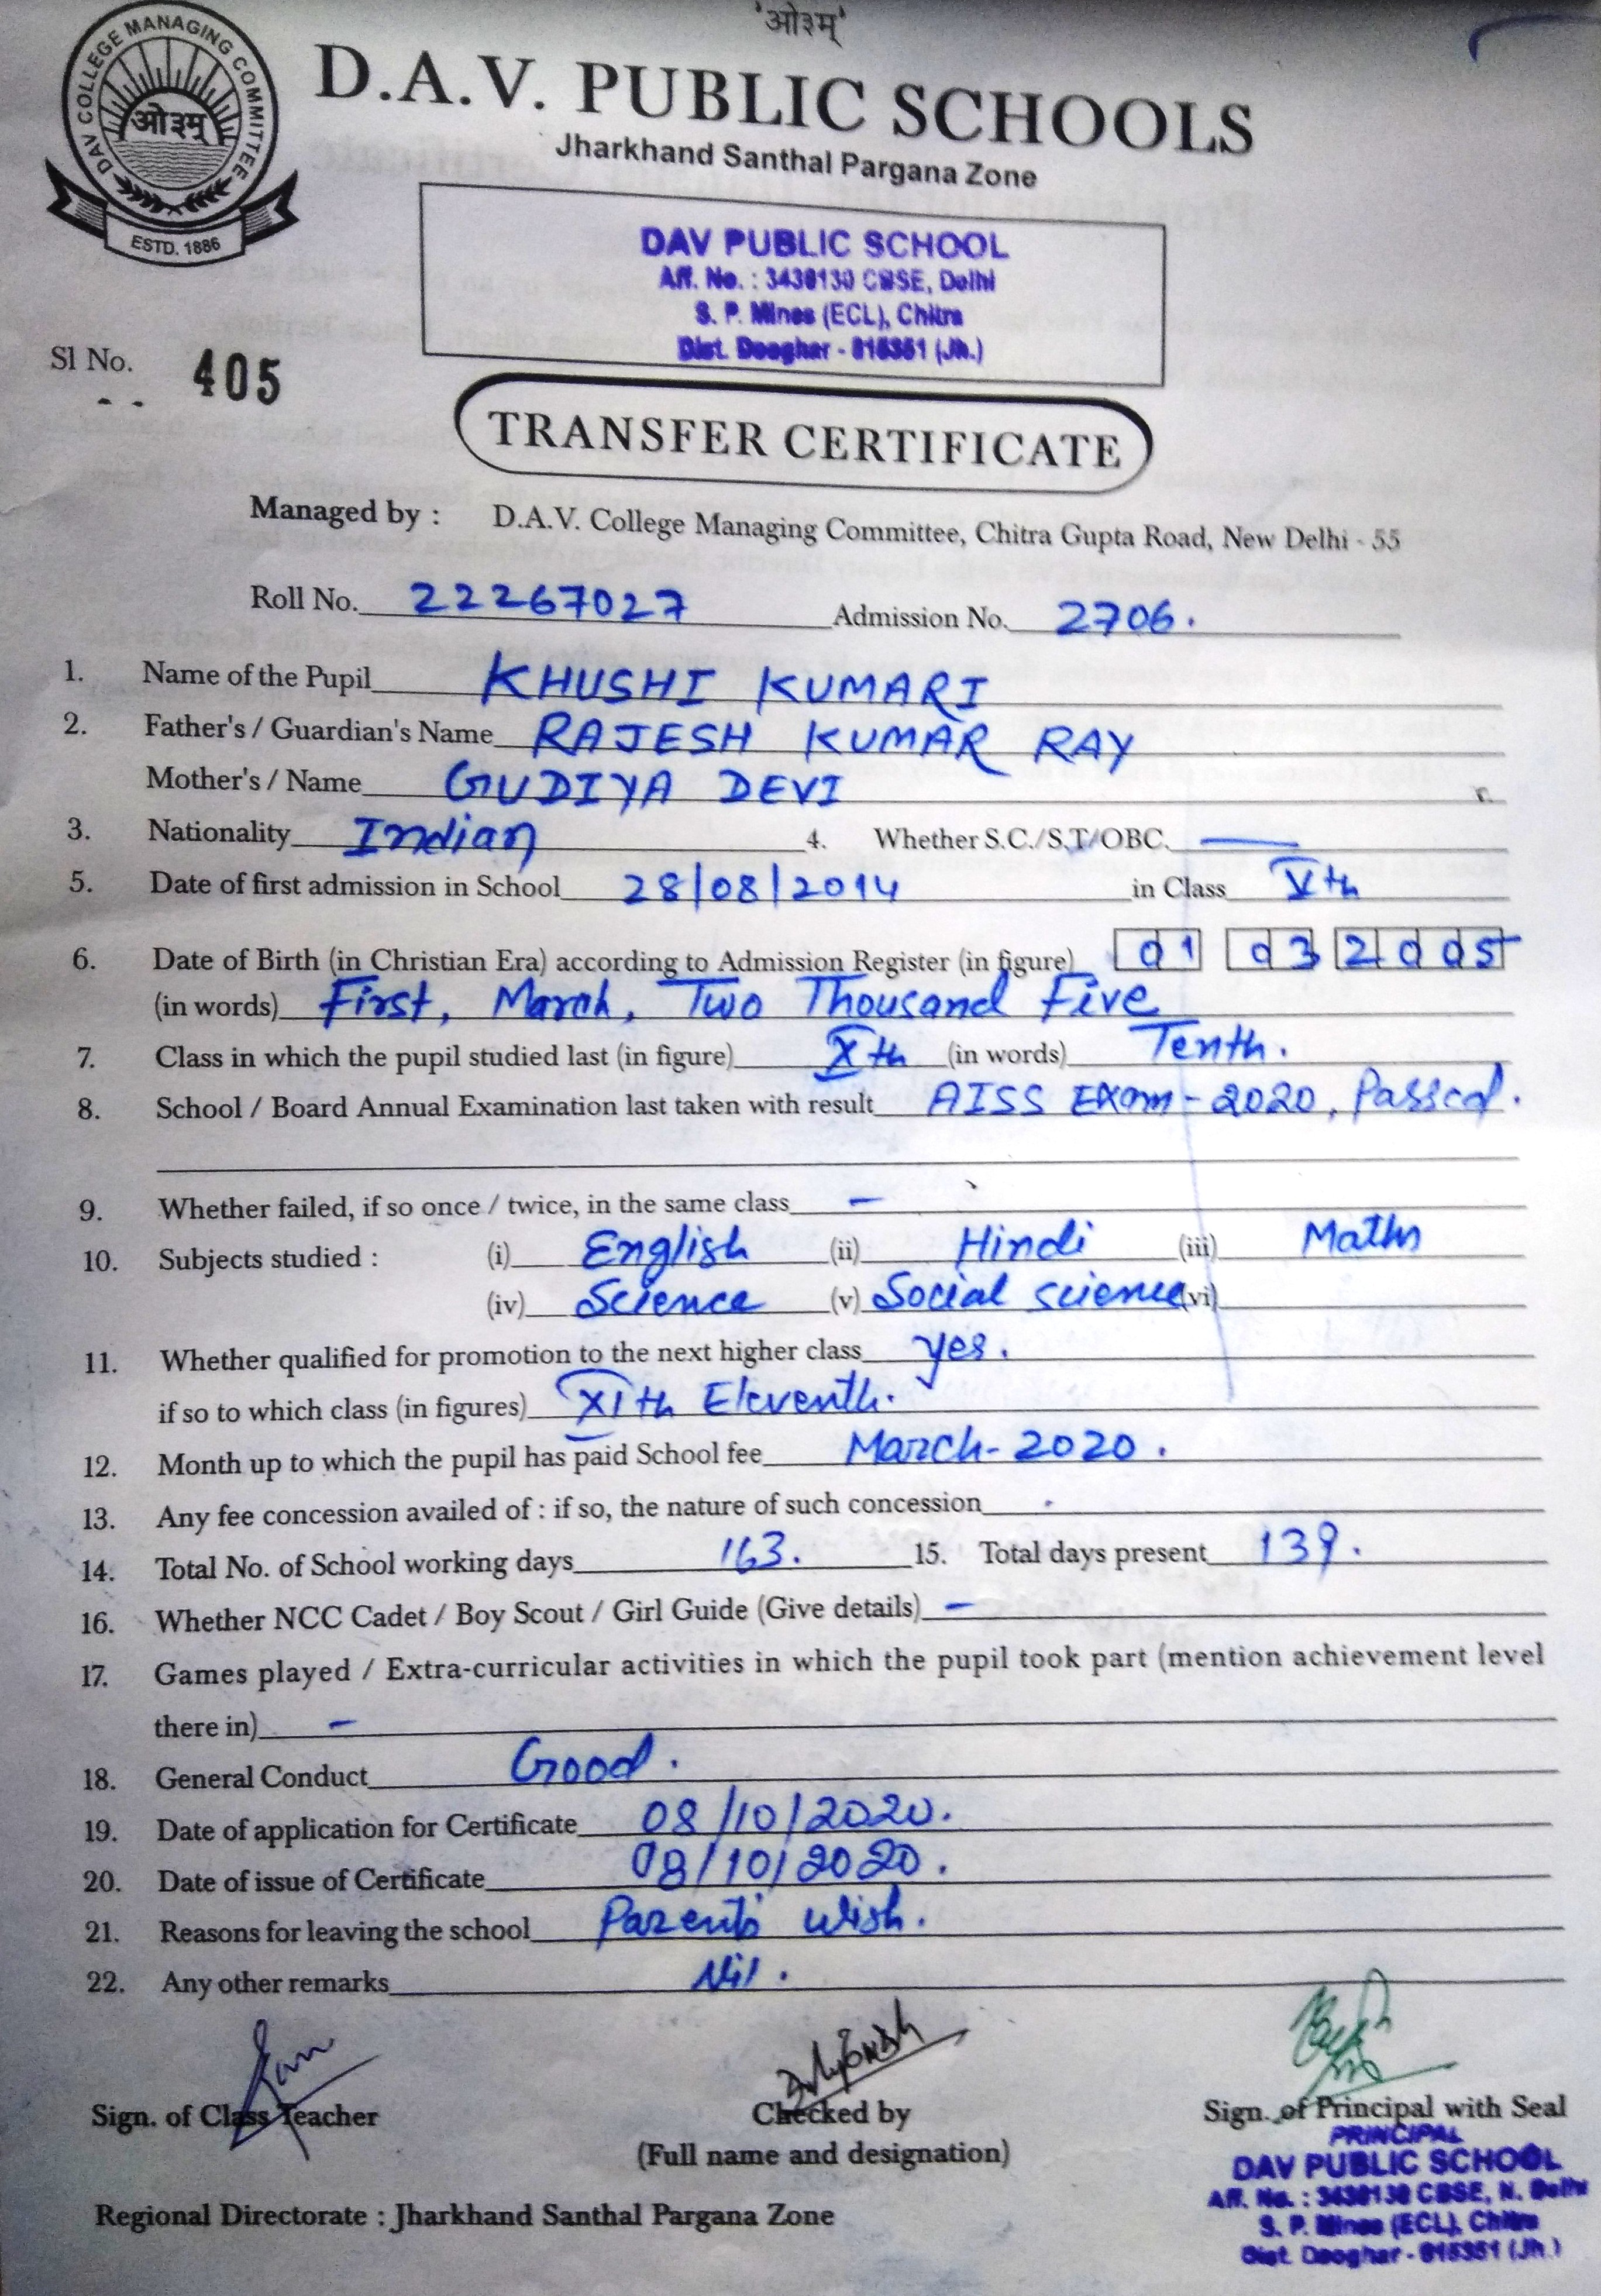 'ओ३म्'
DAV COLLEGE MANAGING COMMITTEE
ओ३म्
ESTD. 1886
D.A.V. PUBLIC SCHOOLS
Jharkhand Santhal Pargana Zone
DAV PUBLIC SCHOOL
Aff. No. : 3430130 CBSE, Delhi
S. P. Mines (ECL), Chitra
Dist. Deoghar - 815351 (Jh.)
Sl No. 405
TRANSFER CERTIFICATE
Managed by : D.A.V. College Managing Committee, Chitra Gupta Road, New Delhi - 55
Roll No. 22267027 Admission No. 2706.
1. Name of the Pupil KHUSHI KUMARI
2. Father's / Guardian's Name RAJESH KUMAR RAY
Mother's / Name GUDIYA DEVI
3. Nationality Indian 4. Whether S.C./S.T/OBC. —
5. Date of first admission in School 28/08/2014 in Class Vth
6. Date of Birth (in Christian Era) according to Admission Register (in figure) 01 03 2005
(in words) First, March, Two Thousand Five
7. Class in which the pupil studied last (in figure) Xth (in words) Tenth.
8. School / Board Annual Examination last taken with result AISS Exam - 2020, Passed.
9. Whether failed, if so once / twice, in the same class —
10. Subjects studied : (i) English (ii) Hindi (iii) Maths
(iv) Science (v) Social science (vi)
11. Whether qualified for promotion to the next higher class yes.
if so to which class (in figures) XIth Eleventh.
12. Month up to which the pupil has paid School fee March - 2020.
13. Any fee concession availed of : if so, the nature of such concession
14. Total No. of School working days 163. 15. Total days present 139.
16. Whether NCC Cadet / Boy Scout / Girl Guide (Give details) —
17. Games played / Extra-curricular activities in which the pupil took part (mention achievement level
there in) —
18. General Conduct Good.
19. Date of application for Certificate 08/10/2020.
20. Date of issue of Certificate 08/10/2020.
21. Reasons for leaving the school Parents' wish.
22. Any other remarks Nil.
Sign. of Class Teacher Checked by Sign. of Principal with Seal
(Full name and designation)
PRINCIPAL
DAV PUBLIC SCHOOL
Aff. No. : 3430130 CBSE, N. Delhi
S. P. Mines (ECL), Chitra
Dist. Deoghar - 815351 (Jh.)
Regional Directorate : Jharkhand Santhal Pargana Zone